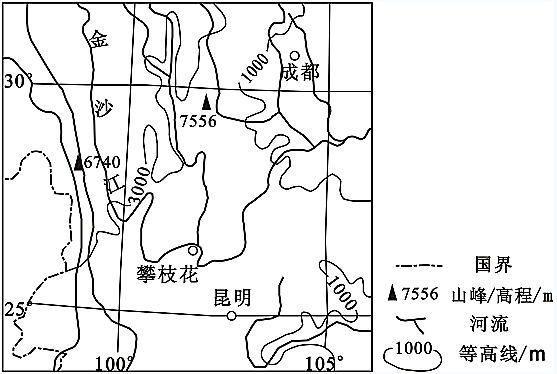 金
沙
江
1000
成都
30°
7556
6740
3000
攀枝花
昆明
1000
25°
100°
105°
国界
7556 山峰/高程/m
河流
1000 等高线/m